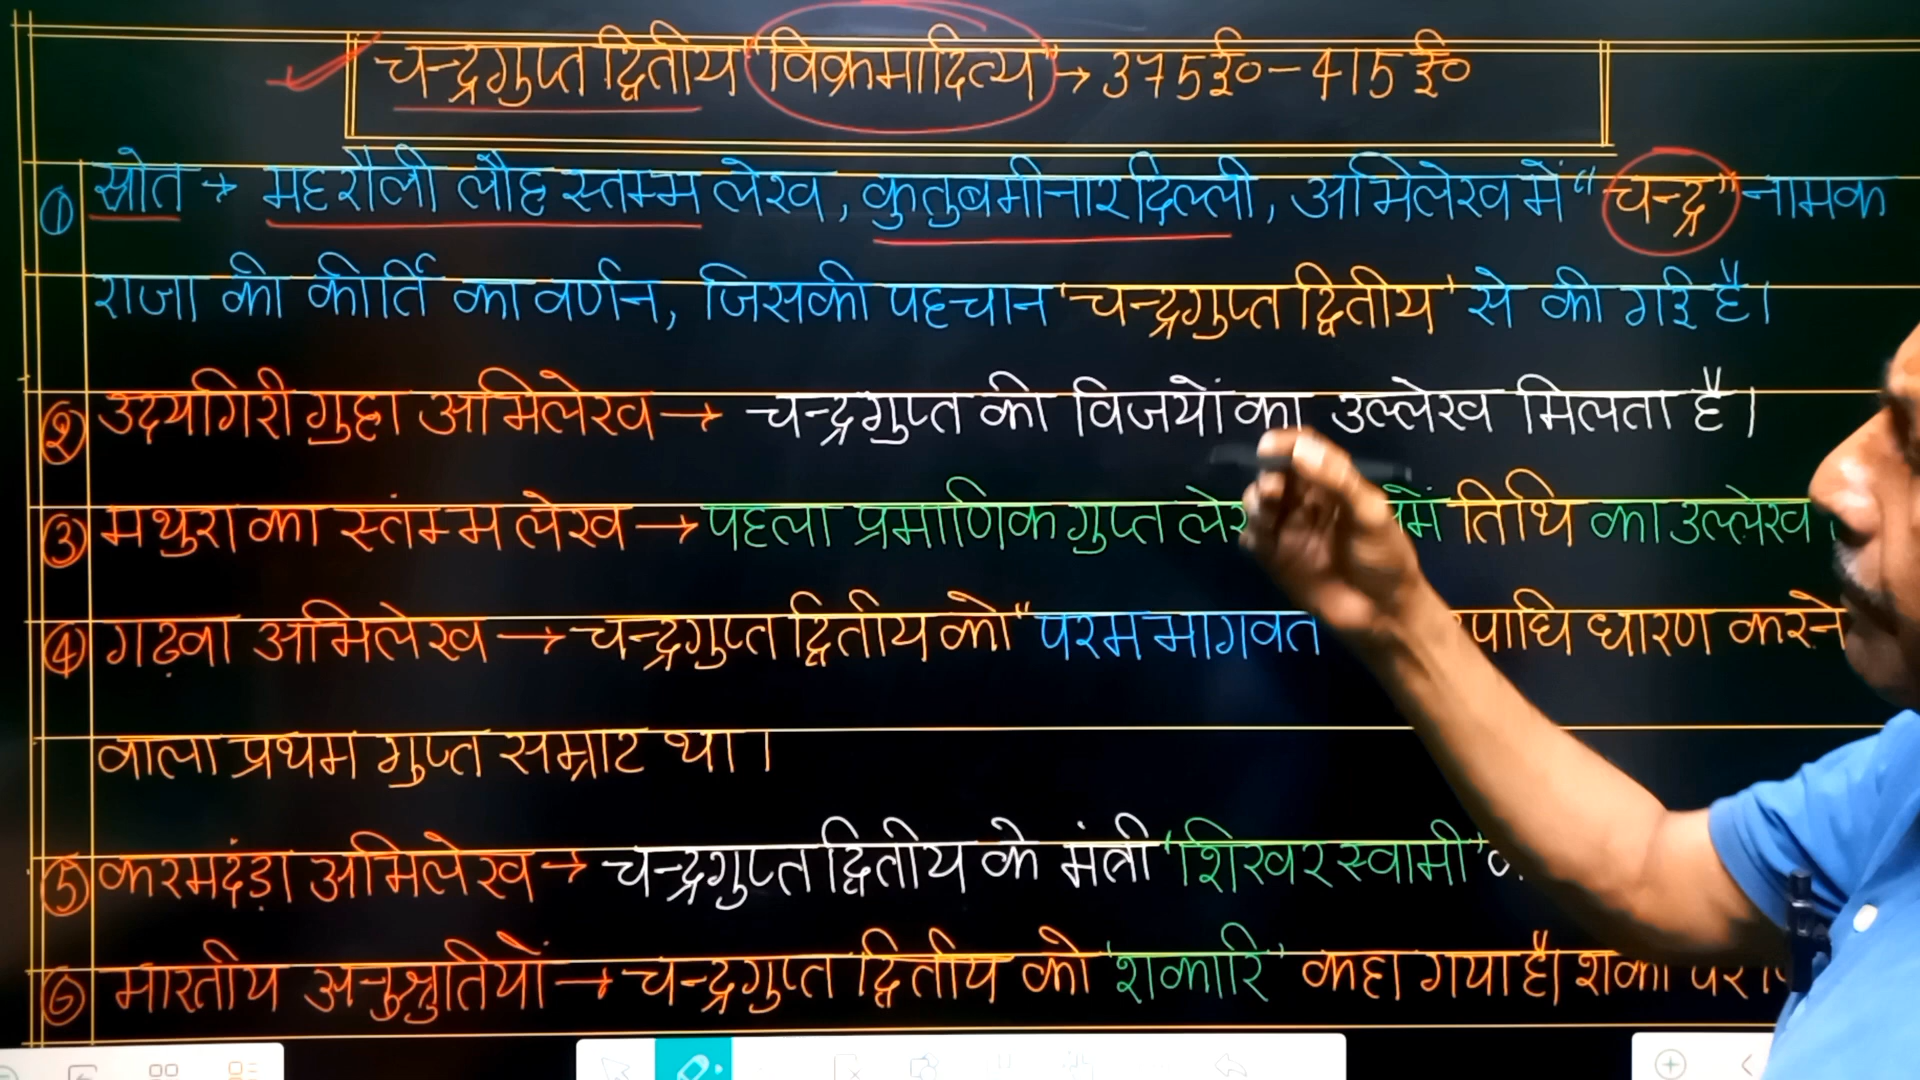 चन्द्रगुप्त द्वितीय "विक्रमादित्य" → 375ई० - 415ई०
① स्रोत → महरौली लौह स्तम्भ लेख, कुतुबमीनार दिल्ली, अभिलेख में "चन्द्र" नामक
राजा की कीर्ति का वर्णन, जिसकी पहचान 'चन्द्रगुप्त द्वितीय' से की गई है।
② उदयगिरी गुहा अभिलेख → चन्द्रगुप्त की विजयों का उल्लेख मिलता है।
③ मथुरा का स्तंम्भ लेख → पहला प्रमाणिक गुप्त तिथि का उल्लेख
④ गढ़वा अभिलेख → चन्द्रगुप्त द्वितीय को "परम भागवत धारण करने
वाला प्रथम गुप्त सम्राट था।
⑤ करमदंड़ा अभिलेख → चन्द्रगुप्त द्वितीय के मंत्री 'शिखर स्वामी'
⑥ भारतीय अनुश्रुतियों → चन्द्रगुप्त द्वितीय को 'शकारि' कहा गया है। शको पर